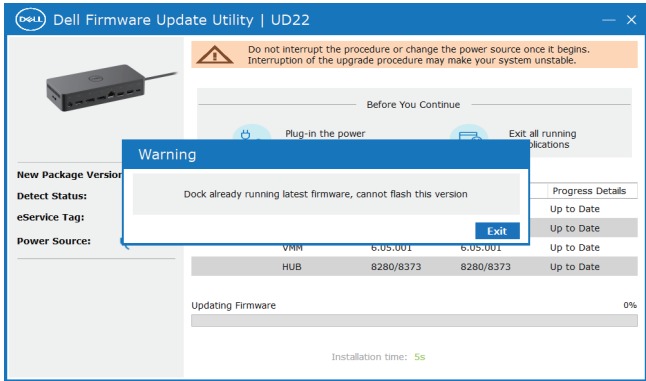 DELL
Dell Firmware Update Utility | UD22
Do not interrupt the procedure or change the power source once it begins.
Interruption of the upgrade procedure may make your system unstable.
Before You Continue
Plug-in the power
Exit all running
Warning
Dock already running latest firmware, cannot flash this version
Exit
New Package Version
Detect Status:
eService Tag:
Power Source:
Progress Details
Up to Date
Up to Date
VMM 6.05.001 6.05.001 Up to Date
HUB 8280/8373 8280/8373 Up to Date
Updating Firmware 0%
Installation time: 5s